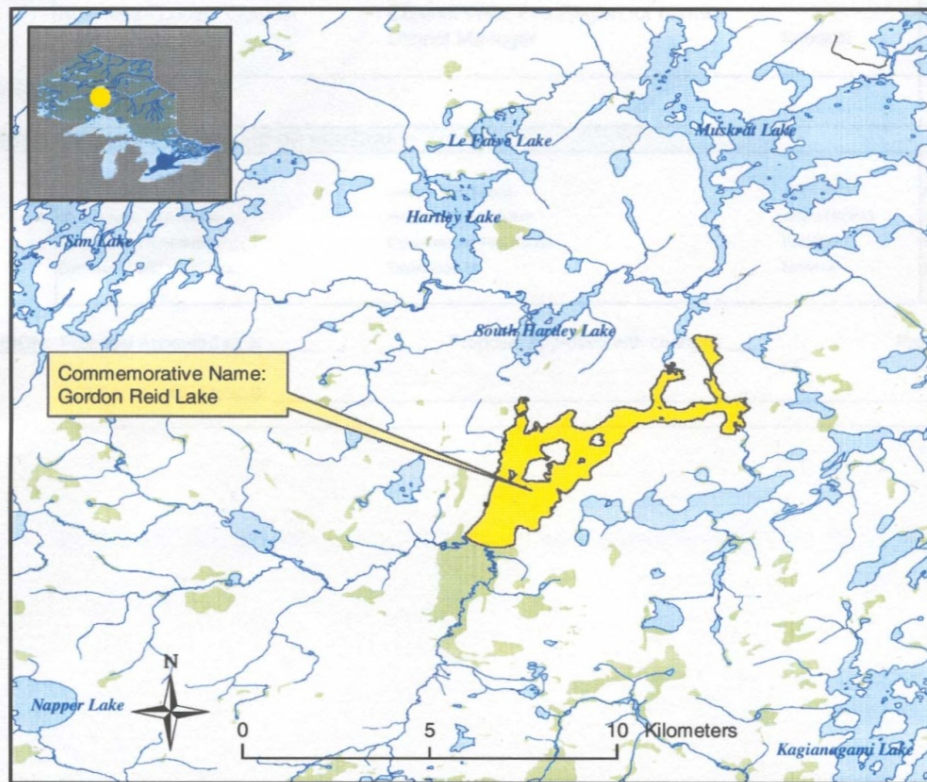 Le Faive Lake
Muskrat Lake
Hartley Lake
Sim Lake
South Hartley Lake
Commemorative Name:
Gordon Reid Lake
N
Napper Lake
0 5 10 Kilometers
Kagianagami Lake